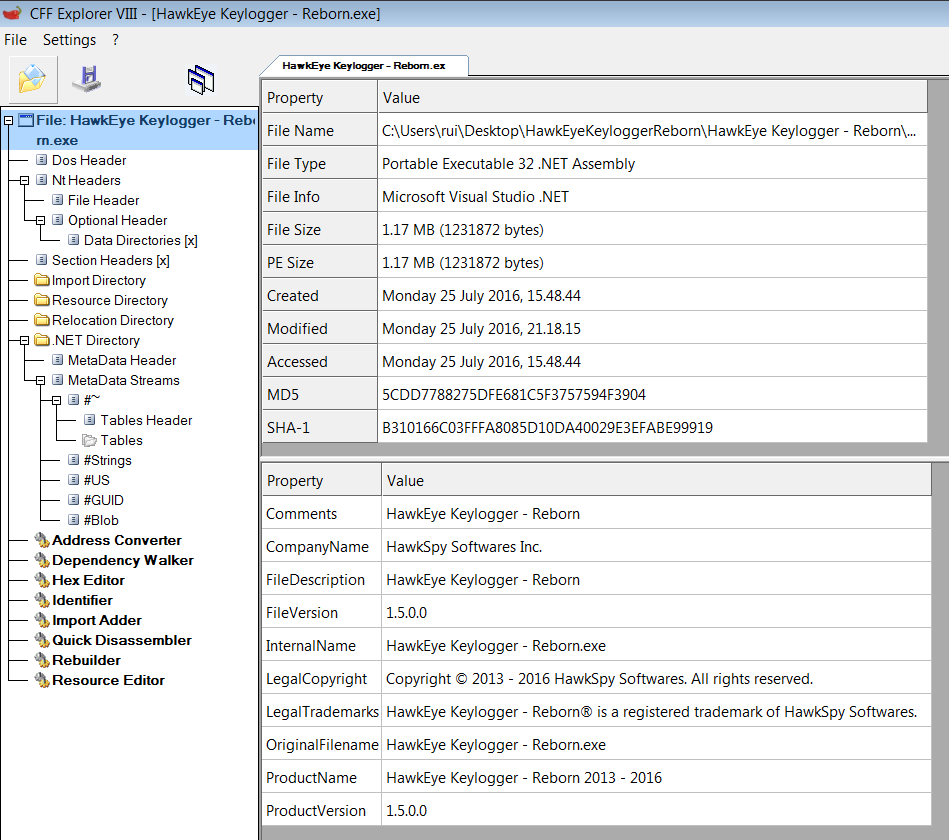 CFF Explorer VIII - [HawkEye Keylogger - Reborn.exe]
File Settings ?
HawkEye Keylogger - Reborn.ex
File: HawkEye Keylogger - Rebo
rn.exe
Dos Header
Nt Headers
File Header
Optional Header
Data Directories [x]
Section Headers [x]
Import Directory
Resource Directory
Relocation Directory
.NET Directory
MetaData Header
MetaData Streams
#~
Tables Header
Tables
#Strings
#US
#GUID
#Blob
Address Converter
Dependency Walker
Hex Editor
Identifier
Import Adder
Quick Disassembler
Rebuilder
Resource Editor
Property Value
File Name C:\Users\rui\Desktop\HawkEyeKeyloggerReborn\HawkEye Keylogger - Reborn\...
File Type Portable Executable 32 .NET Assembly
File Info Microsoft Visual Studio .NET
File Size 1.17 MB (1231872 bytes)
PE Size 1.17 MB (1231872 bytes)
Created Monday 25 July 2016, 15.48.44
Modified Monday 25 July 2016, 21.18.15
Accessed Monday 25 July 2016, 15.48.44
MD5 5CDD7788275DFE681C5F3757594F3904
SHA-1 B310166C03FFFA8085D10DA40029E3EFABE99919
Property Value
Comments HawkEye Keylogger - Reborn
CompanyName HawkSpy Softwares Inc.
FileDescription HawkEye Keylogger - Reborn
FileVersion 1.5.0.0
InternalName HawkEye Keylogger - Reborn.exe
LegalCopyright Copyright © 2013 - 2016 HawkSpy Softwares. All rights reserved.
LegalTrademarks HawkEye Keylogger - Reborn® is a registered trademark of HawkSpy Softwares.
OriginalFilename HawkEye Keylogger - Reborn.exe
ProductName HawkEye Keylogger - Reborn 2013 - 2016
ProductVersion 1.5.0.0